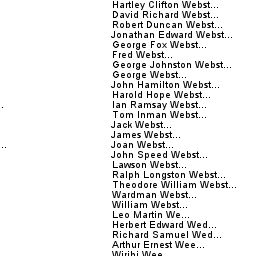 Hartley Clifton Webst...
David Richard Webst...
Robert Duncan Webst...
Jonathan Edward Webst...
George Fox Webst...
Fred Webst...
George Johnston Webst...
George Webst...
John Hamilton Webst...
Harold Hope Webst...
.. Ian Ramsay Webst...
Tom Inman Webst...
Jack Webst...
James Webst...
... Joan Webst...
John Speed Webst...
Lawson Webst...
Ralph Longston Webst...
Theodore William Webst...
Wardman Webst...
William Webst...
Leo Martin We...
Herbert Edward Wed...
Richard Samuel Wed...
Arthur Ernest Wee...
Wiribi Wee